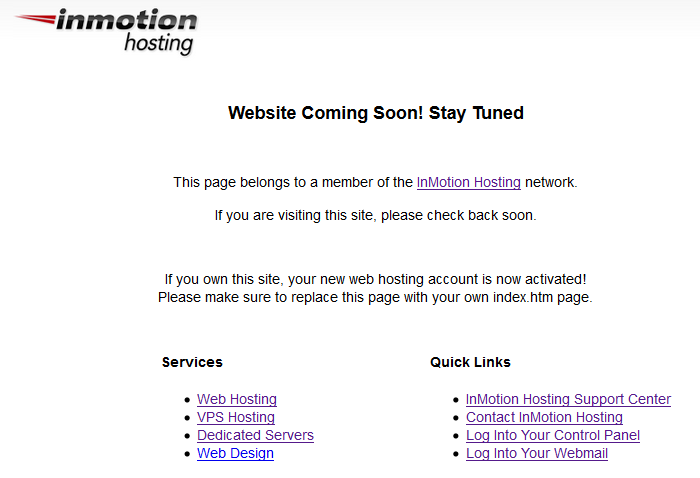 inmotion
hosting
Website Coming Soon! Stay Tuned
This page belongs to a member of the InMotion Hosting network.
If you are visiting this site, please check back soon.
If you own this site, your new web hosting account is now activated!
Please make sure to replace this page with your own index.htm page.
Services
Web Hosting
VPS Hosting
Dedicated Servers
Web Design
Quick Links
InMotion Hosting Support Center
Contact InMotion Hosting
Log Into Your Control Panel
Log Into Your Webmail